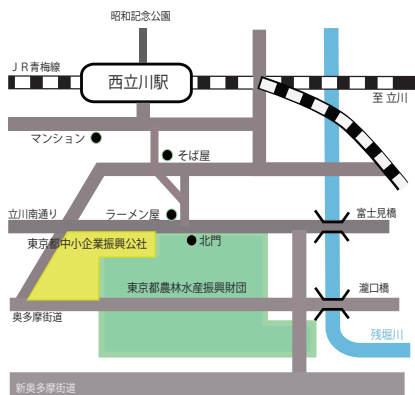 昭和記念公園
JR青梅線
西立川駅
至 立川
マンション
そば屋
立川南通り
ラーメン屋
富士見橋
東京都中小企業振興公社
北門
東京都農林水産振興財団
瀧口橋
奥多摩街道
残堀川
新奥多摩街道